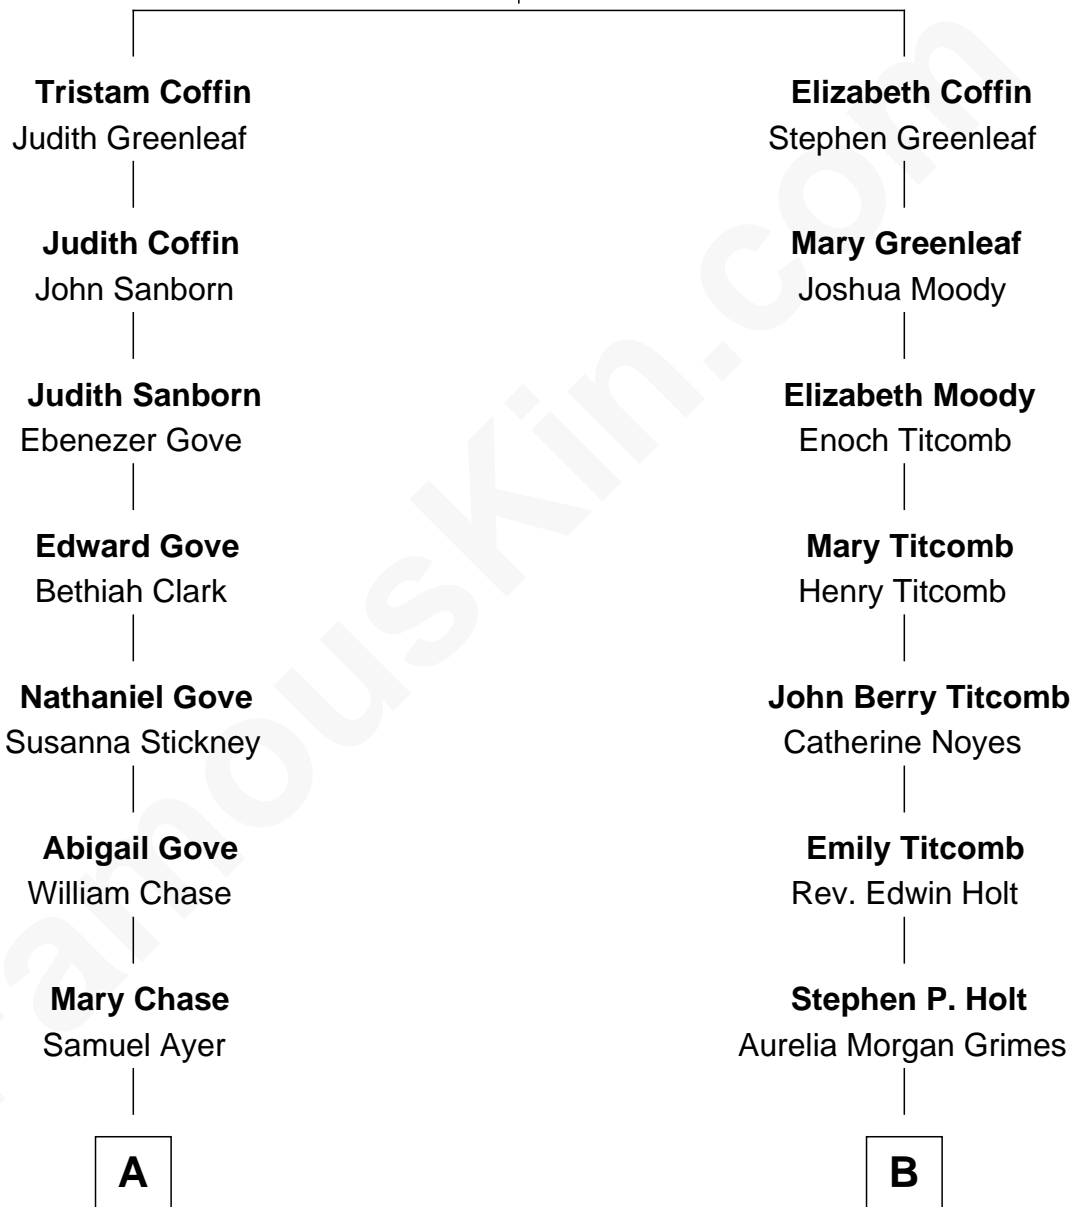 Tristam Coffin
Judith Greenleaf
Judith Coffin
John Sanborn
Judith Sanborn
Ebenezer Gove
Edward Gove
Bethiah Clark
Nathaniel Gove
Susanna Stickney
Abigail Gove
William Chase
Mary Chase
Samuel Ayer
A
Elizabeth Coffin
Stephen Greenleaf
Mary Greenleaf
Joshua Moody
Elizabeth Moody
Enoch Titcomb
Mary Titcomb
Henry Titcomb
John Berry Titcomb
Catherine Noyes
Emily Titcomb
Rev. Edwin Holt
Stephen P. Holt
Aurelia Morgan Grimes
B
FamousKin.com